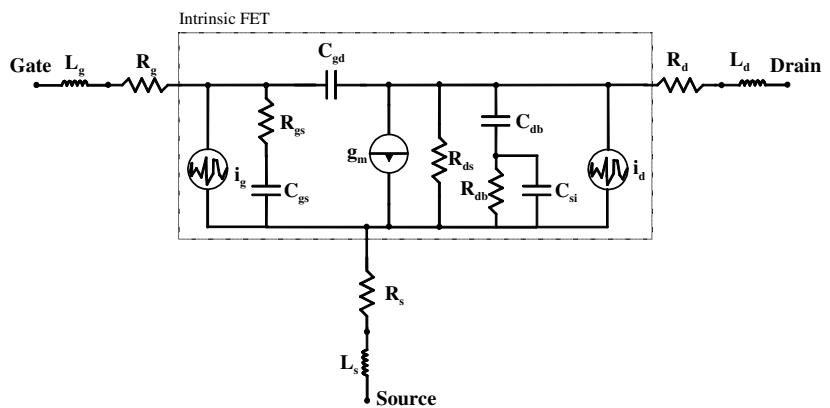 Intrinsic FET
Gate
L_g
R_g
C_gd
R_d
L_d
Drain
R_gs
C_gs
i_g
g_m
R_ds
C_db
R_db
C_si
i_d
R_s
L_s
Source